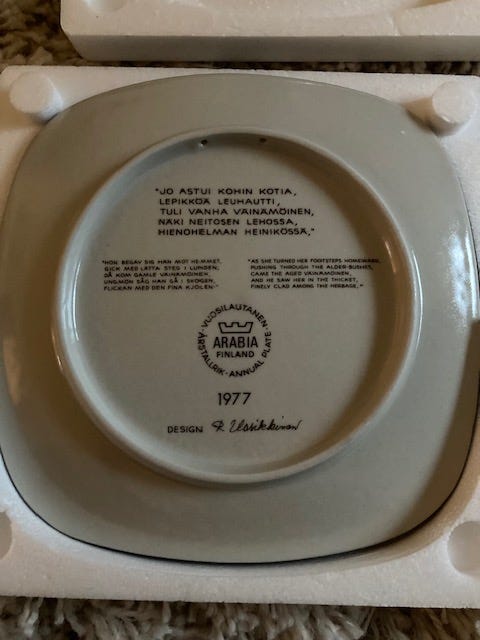 "JO ASTUI KOHIN KOTIA,
LEPIKKÖÄ LEUHAUTTI,
TULI VANHA VÄINÄMÖINEN,
NÄKI NEITOSEN LEHOSSA,
HIENOHELMAN HEINIKÖSSÄ,"
"HON BEGAV SIG HÄN MOT HEMMET,
GICK MED LÄTTA STEG I LUNDEN;
DÅ KOM GAMLE VÄINÄMÖINEN,
UNGMÖN SÅG HAN GÅ I SKOGEN,
FLICKAN MED DEN FINA KJOLEN."
"AS SHE TURNED HER FOOTSTEPS HOMEWARD,
PUSHING THROUGH THE ALDER-BUSHES,
CAME THE AGED VÄINÄMÖINEN,
AND HE SAW HER IN THE THICKET,
FINELY CLAD AMONG THE HERBAGE,"
VUOSILAUTANEN·
ARABIA
FINLAND
ÅRSTALLRIK·ANNUAL PLATE·
1977
DESIGN R. Uosikkinen